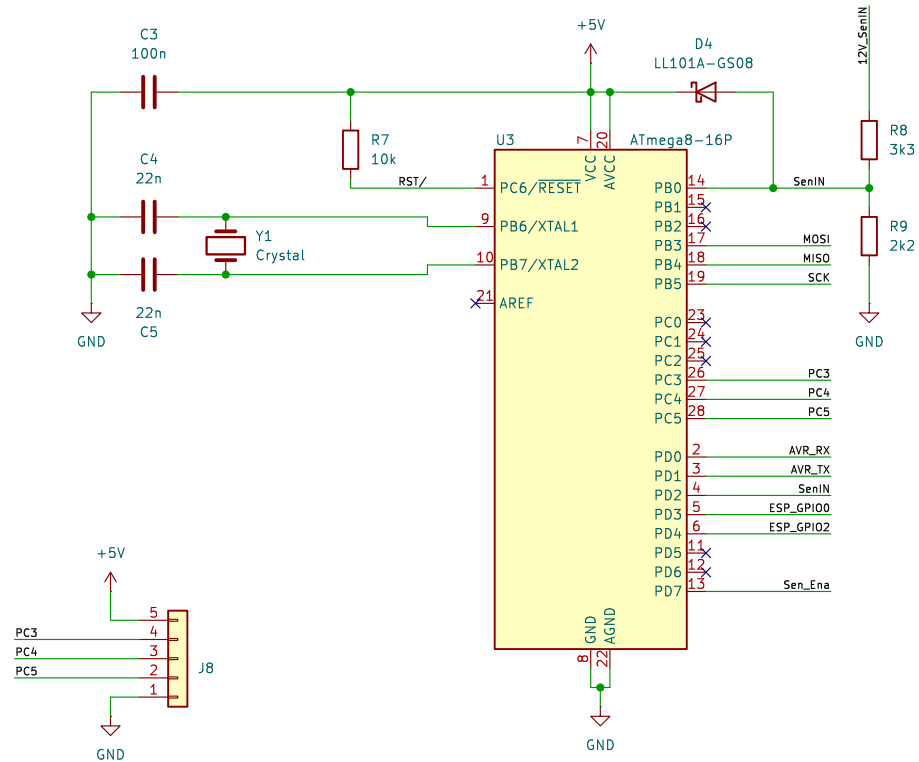 C3
100n
+5V
D4
LL101A-GS08
12V_SenIN
R8
3k3
R7
10k
U3
ATmega8-16P
7
20
VCC
AVCC
RST/
1
PC6/RESET
PB0
14
SenIN
C4
22n
PB1
15
PB2
16
9
PB6/XTAL1
Y1
Crystal
PB3
17
MOSI
R9
2k2
10
PB7/XTAL2
PB4
18
MISO
PB5
19
SCK
21
AREF
22n
C5
GND
GND
PC0
23
PC1
24
PC2
25
PC3
26
PC3
PC4
27
PC4
PC5
28
PC5
PD0
2
AVR_RX
PD1
3
AVR_TX
PD2
4
SenIN
PD3
5
ESP_GPIO0
PD4
6
ESP_GPIO2
PD5
11
PD6
12
PD7
13
Sen_Ena
GND
AGND
8
22
GND
+5V
5
PC3
4
PC4
3
PC5
2
1
J8
GND